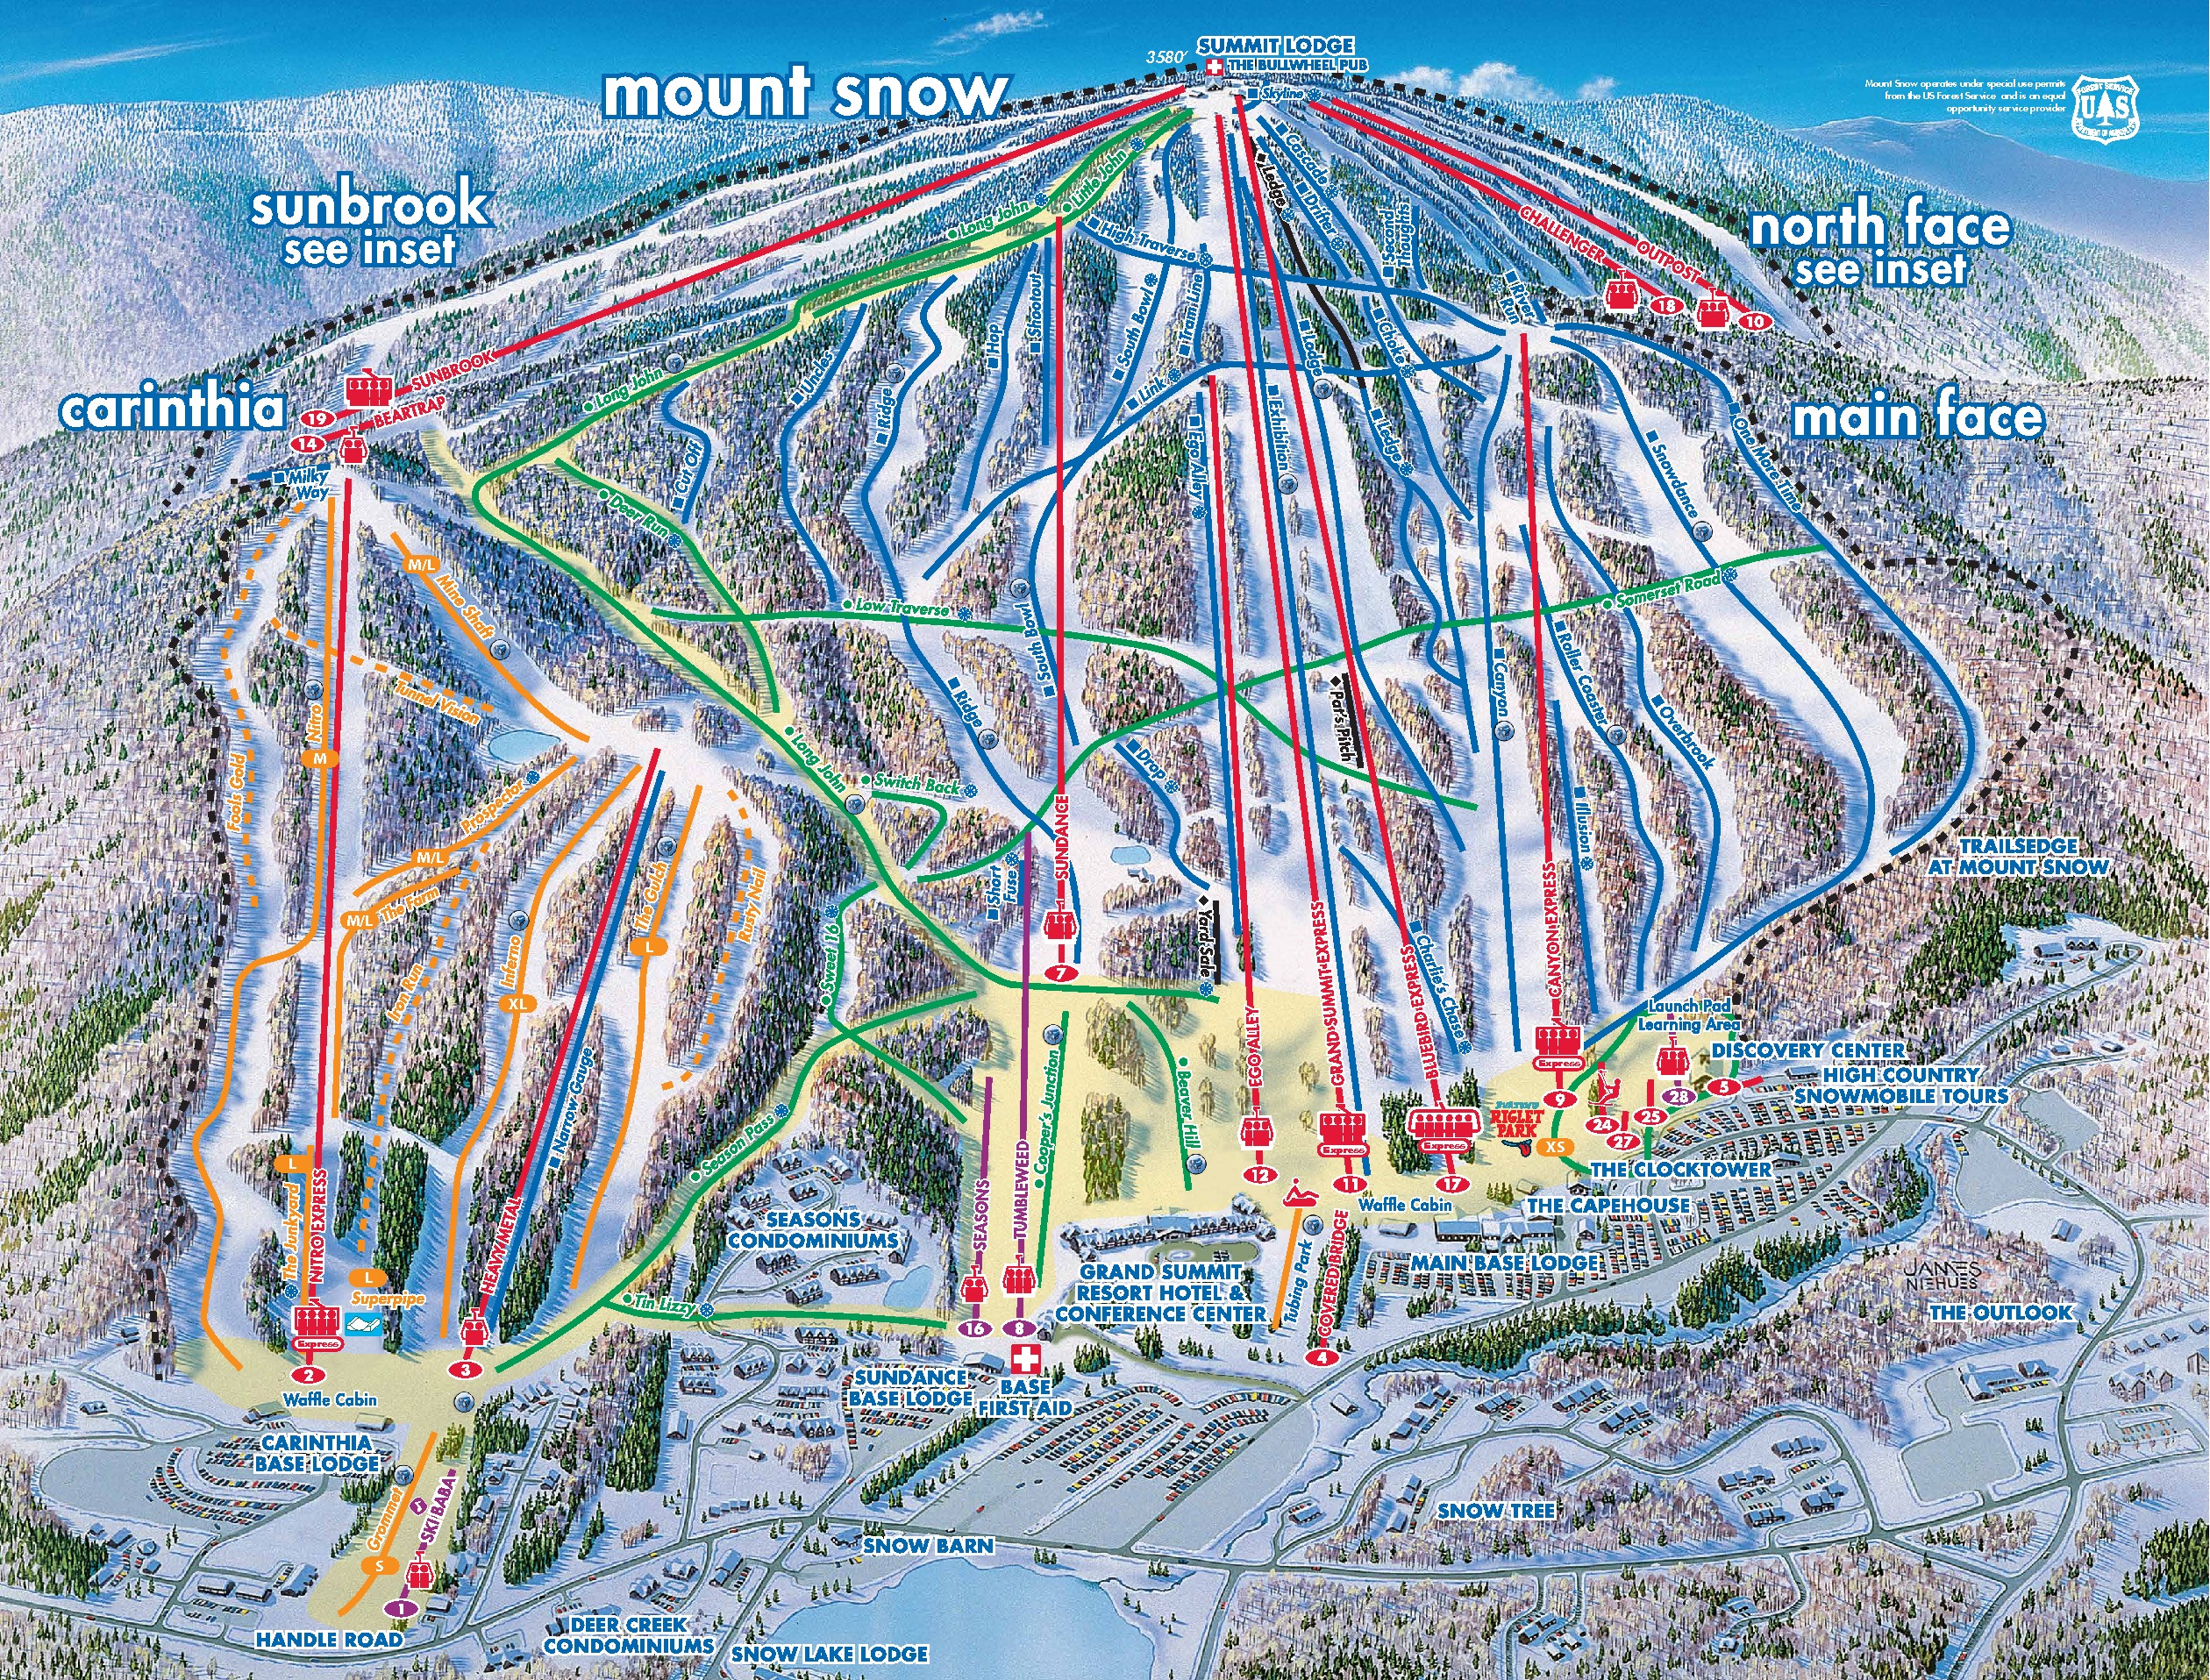 SUMMIT LODGE
3580'
THE BULLWHEEL PUB
Skyline
mount snow
Mount Snow operates under special use permits
from the US Forest Service and is an equal
opportunity service provider
FOREST SERVICE
UAS
DEPARTMENT OF AGRICULTURE
sunbrook
see inset
north face
see inset
carinthia
main face
Little John
Long John
Cascade
Ledge
Drifter
Second
Thoughts
High Traverse
CHALLENGER
OUTPOST
18
10
River
Run
Uncles
Ridge
Hop
Shootout
South Bowl
Link
Lodge
Choke
SUNBROOK
19
BEARTRAP
14
Milky
Way
Long John
Cut Off
Deer Run
Ego Alley
Exhibition
Ledge
Snowdance
One More Time
M/L
Mine Shaft
Low Traverse
South Bowl
Somerset Road
Tunnel Vision
Nitro
M
Fools Gold
Ridge
Long John
Drop
Pat's Pitch
Canyon
Roller Coaster
Overbrook
Illusion
Switch Back
Prospector
M/L
M/L
The Farm
Iron Run
Inferno
XL
The Gulch
L
Rusty Nail
Sweet 16
Short
Fuse
SUNDANCE
7
Yard Sale
TRAILSEDGE
AT MOUNT SNOW
GRAND SUMMIT EXPRESS
BLUEBIRD EXPRESS
Charlie's Chase
CANYON EXPRESS
EGO ALLEY
Launch Pad
Learning Area
DISCOVERY CENTER
HIGH COUNTRY
SNOWMOBILE TOURS
Express
9
24
27
25
28
5
RIGLET
PARK
XS
THE CLOCKTOWER
THE CAPEHOUSE
Narrow Gauge
Season Pass
Cooper's Junction
Beaver Hill
12
Express
11
Express
17
Waffle Cabin
MAIN BASE LODGE
L
The Junkyard
NITRO EXPRESS
HEAVY METAL
L
Superpipe
Express
2
3
Waffle Cabin
SEASONS
CONDOMINIUMS
Tin Lizzy
SEASONS
16
TUMBLEWEED
8
GRAND SUMMIT
RESORT HOTEL &
CONFERENCE CENTER
Tubing Park
COVERED BRIDGE
4
JAMES
NIEHUES
THE OUTLOOK
SUNDANCE
BASE LODGE
BASE
FIRST AID
CARINTHIA
BASE LODGE
Grommet
S
SKI BABA
1
SNOW TREE
SNOW BARN
HANDLE ROAD
DEER CREEK
CONDOMINIUMS
SNOW LAKE LODGE